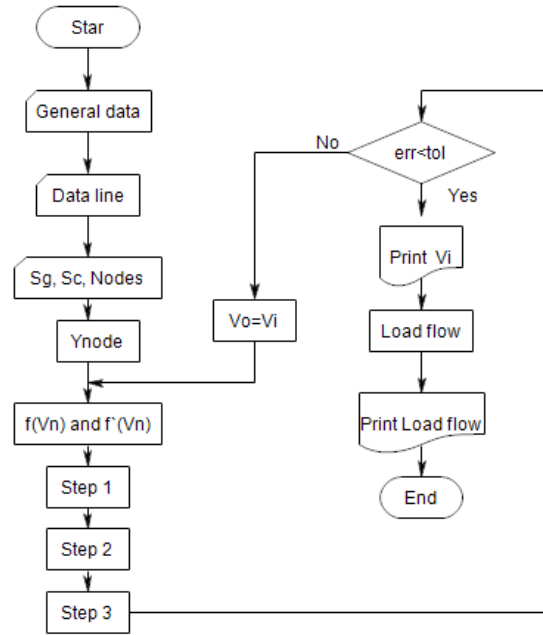 Star
General data
Data line
Sg, Sc, Nodes
Ynode
f(Vn) and f`(Vn)
Step 1
Step 2
Step 3
err<tol
No
Yes
Vo=Vi
Print Vi
Load flow
Print Load flow
End